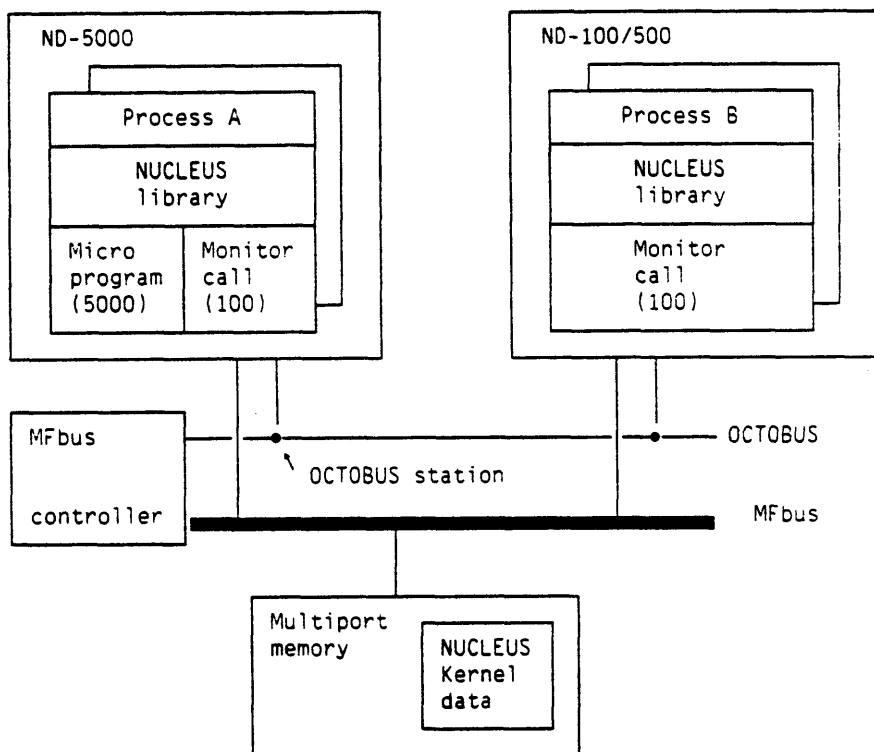 ND-5000
Process A
NUCLEUS
library
Micro
program
(5000)
Monitor
call
(100)
ND-100/500
Process B
NUCLEUS
library
Monitor
call
(100)
MFbus
controller
OCTOBUS station
OCTOBUS
MFbus
Multiport
memory
NUCLEUS
Kernel
data